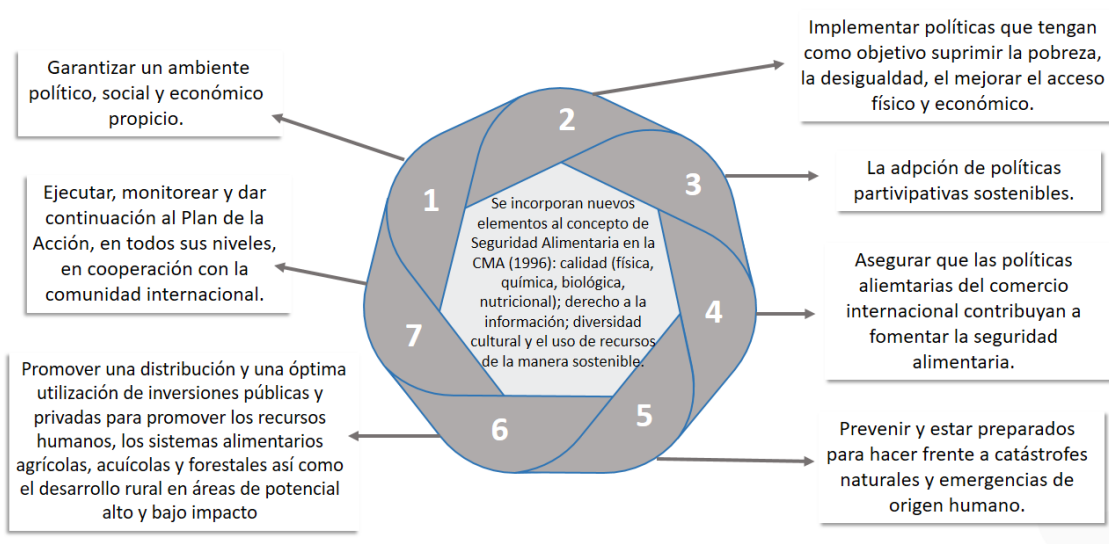 Garantizar un ambiente
político, social y económico
propicio.
Implementar políticas que tengan
como objetivo suprimir la pobreza,
la desigualdad, el mejorar el acceso
físico y económico.
La adpción de políticas
partivipativas sostenibles.
Asegurar que las políticas
aliemtarias del comercio
internacional contribuyan a
fomentar la seguridad
alimentaria.
Prevenir y estar preparados
para hacer frente a catástrofes
naturales y emergencias de
origen humano.
Promover una distribución y una óptima
utilización de inversiones públicas y
privadas para promover los recursos
humanos, los sistemas alimentarios
agrícolas, acuícolas y forestales así como
el desarrollo rural en áreas de potencial
alto y bajo impacto
Ejecutar, monitorear y dar
continuación al Plan de la
Acción, en todos sus niveles,
en cooperación con la
comunidad internacional.
1
2
3
4
5
6
7
Se incorporan nuevos
elementos al concepto de
Seguridad Alimentaria en la
CMA (1996): calidad (física,
química, biológica,
nutricional); derecho a la
información; diversidad
cultural y el uso de recursos
de la manera sostenible.